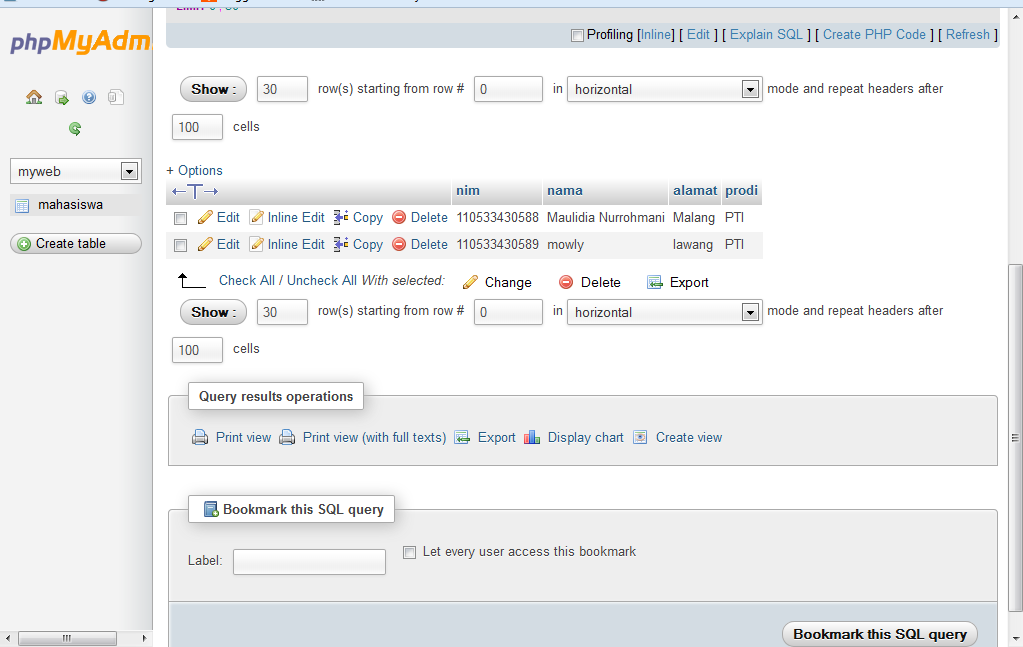 phpMyAdm
Profiling [Inline] [ Edit ] [ Explain SQL ] [ Create PHP Code ] [ Refresh ]
Show : 30 row(s) starting from row # 0 in horizontal mode and repeat headers after
100 cells
myweb
mahasiswa
Create table
+ Options
←T→ nim nama alamat prodi
Edit Inline Edit Copy Delete 110533430588 Maulidia Nurrohmani Malang PTI
Edit Inline Edit Copy Delete 110533430589 mowly lawang PTI
Check All / Uncheck All With selected: Change Delete Export
Show : 30 row(s) starting from row # 0 in horizontal mode and repeat headers after
100 cells
Query results operations
Print view Print view (with full texts) Export Display chart Create view
Bookmark this SQL query
Label: Let every user access this bookmark
Bookmark this SQL query